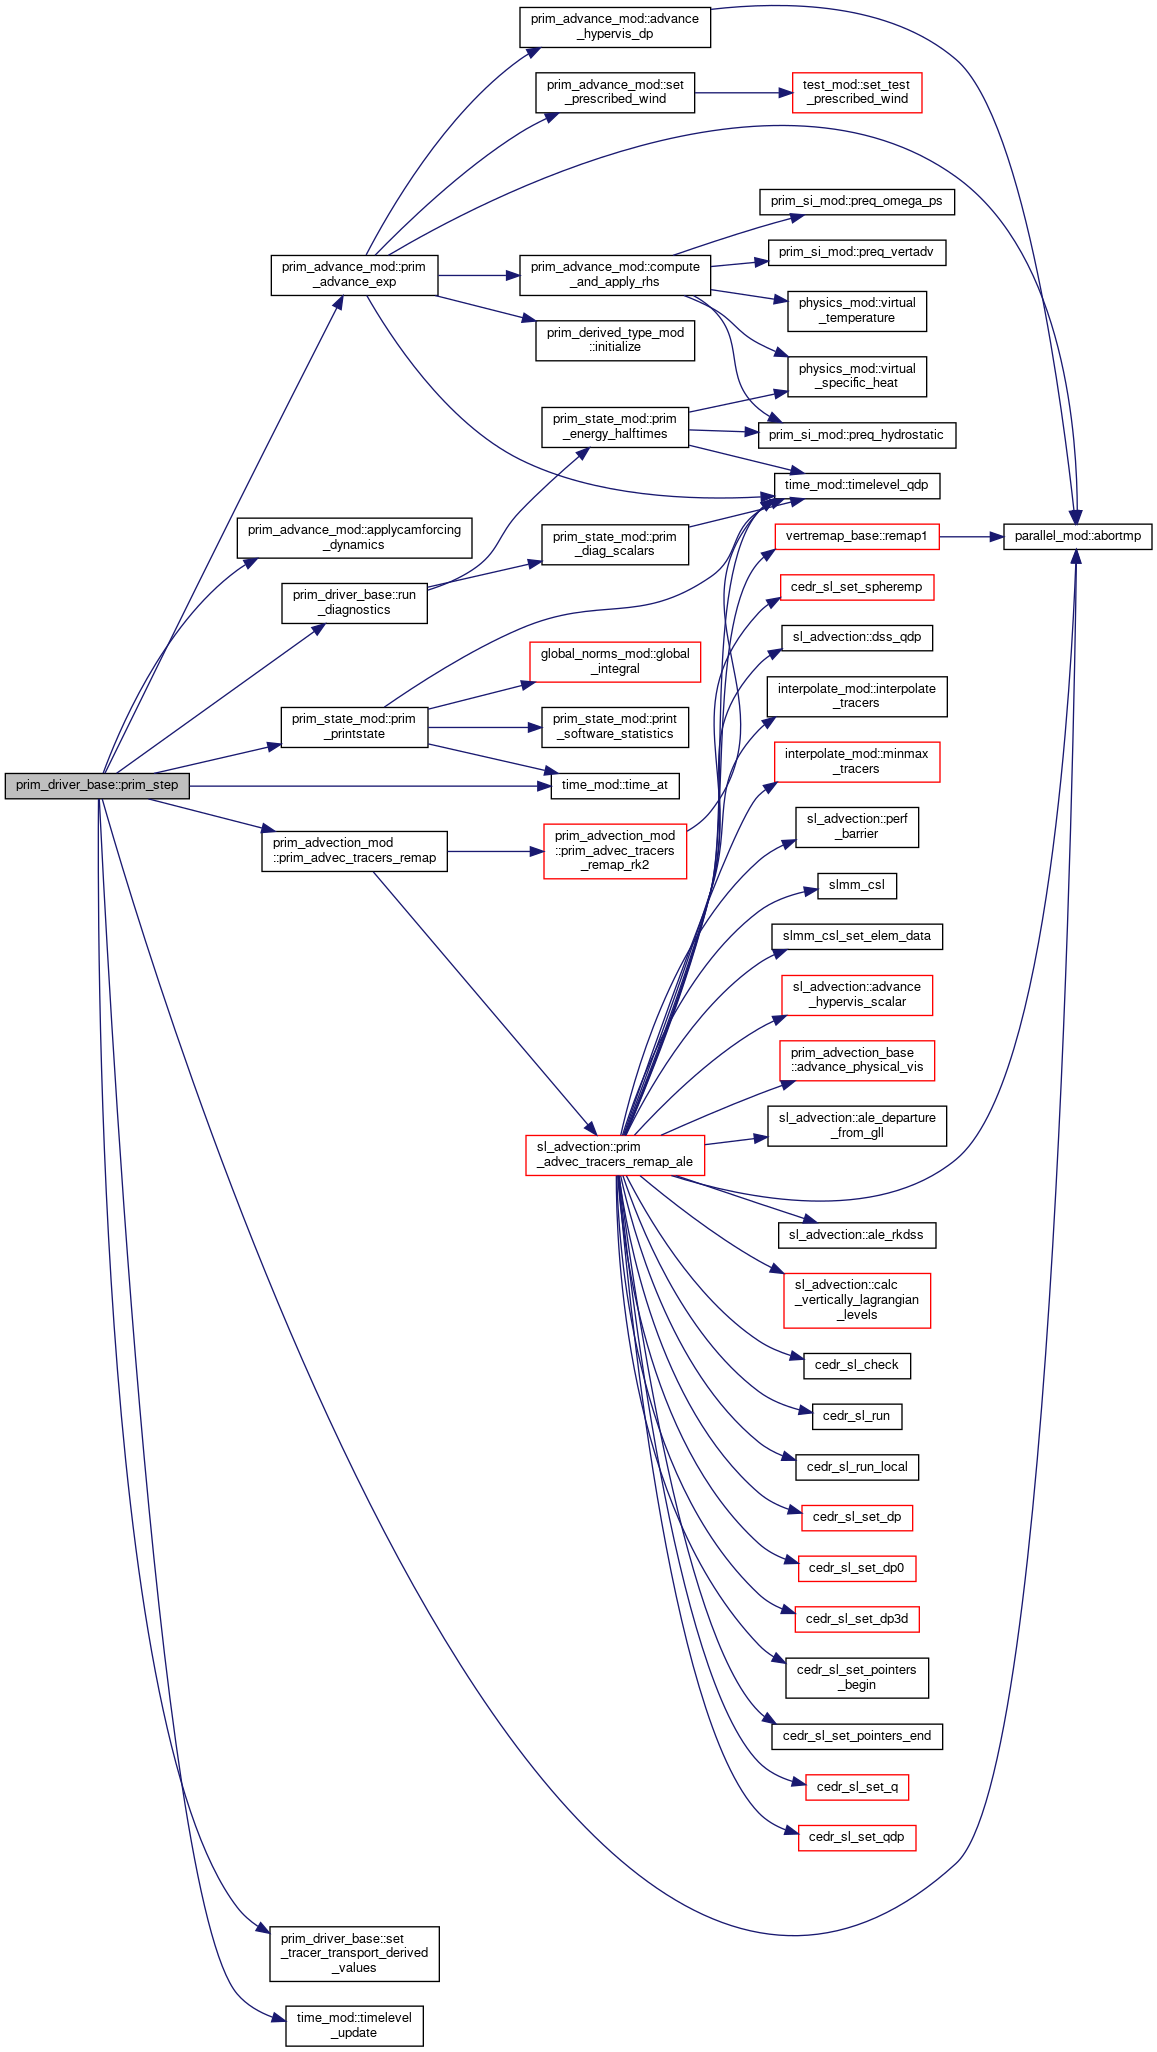 prim_advance_mod::advance
_hypervis_dp
prim_advance_mod::set
_prescribed_wind
test_mod::set_test
_prescribed_wind
prim_si_mod::preq_omega_ps
prim_si_mod::preq_vertadv
prim_advance_mod::prim
_advance_exp
prim_advance_mod::compute
_and_apply_rhs
physics_mod::virtual
_temperature
prim_derived_type_mod
::initialize
physics_mod::virtual
_specific_heat
prim_state_mod::prim
_energy_halftimes
prim_si_mod::preq_hydrostatic
time_mod::timelevel_qdp
prim_advance_mod::applycamforcing
_dynamics
prim_state_mod::prim
_diag_scalars
vertremap_base::remap1
parallel_mod::abortmp
prim_driver_base::run
_diagnostics
cedr_sl_set_spheremp
sl_advection::dss_qdp
global_norms_mod::global
_integral
interpolate_mod::interpolate
_tracers
prim_state_mod::prim
_printstate
prim_state_mod::print
_software_statistics
interpolate_mod::minmax
_tracers
prim_driver_base::prim_step
time_mod::time_at
sl_advection::perf
_barrier
prim_advection_mod
::prim_advec_tracers_remap
prim_advection_mod
::prim_advec_tracers
_remap_rk2
slmm_csl
slmm_csl_set_elem_data
sl_advection::advance
_hypervis_scalar
prim_advection_base
::advance_physical_vis
sl_advection::ale_departure
_from_gll
sl_advection::prim
_advec_tracers_remap_ale
sl_advection::ale_rkdss
sl_advection::calc
_vertically_lagrangian
_levels
cedr_sl_check
cedr_sl_run
cedr_sl_run_local
cedr_sl_set_dp
cedr_sl_set_dp0
cedr_sl_set_dp3d
cedr_sl_set_pointers
_begin
cedr_sl_set_pointers_end
cedr_sl_set_q
cedr_sl_set_qdp
prim_driver_base::set
_tracer_transport_derived
_values
time_mod::timelevel
_update